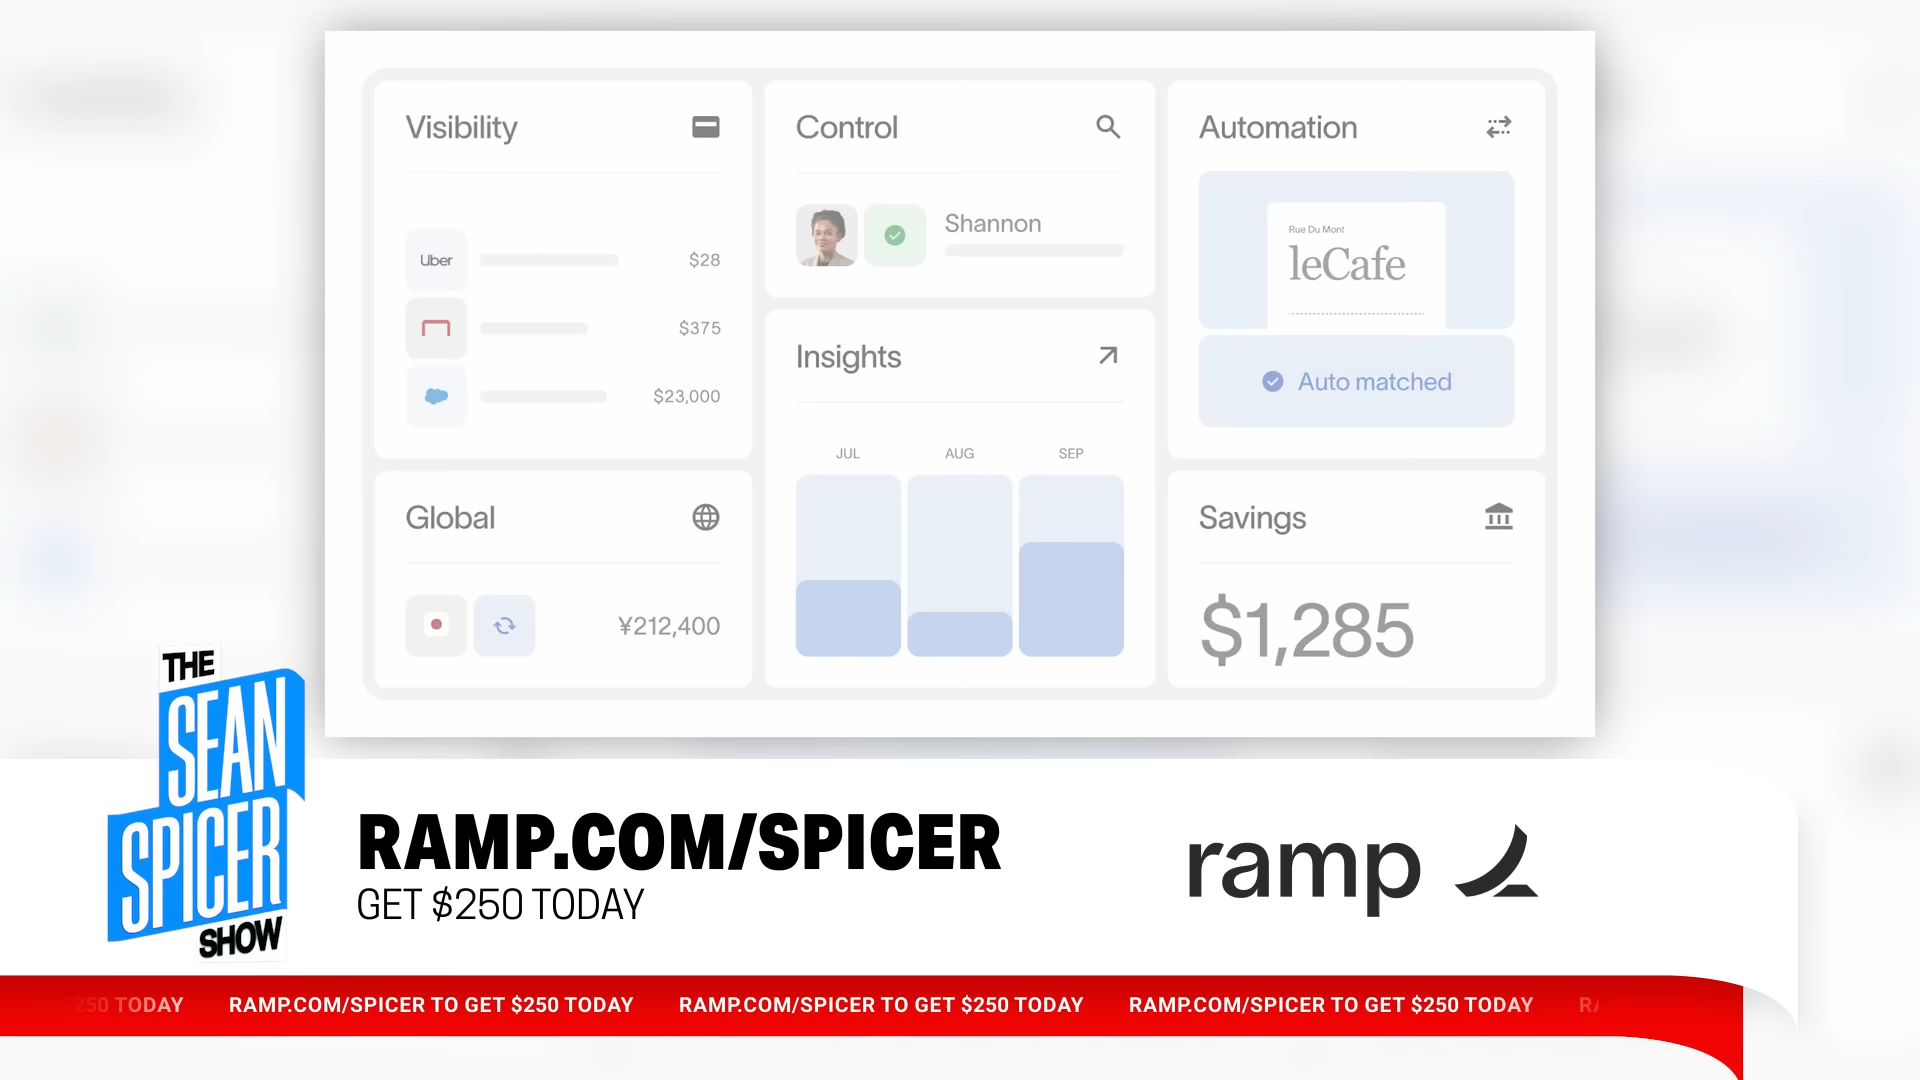 Visibility
Uber
$28
$375
$23,000
Control
Shannon
Automation
Rue Du Mont
leCafe
Auto matched
Insights
JUL AUG SEP
Global
¥212,400
Savings
$1,285
THE
SEAN
SPICER
SHOW
RAMP.COM/SPICER
GET $250 TODAY
ramp
$250 TODAY RAMP.COM/SPICER TO GET $250 TODAY RAMP.COM/SPICER TO GET $250 TODAY RAMP.COM/SPICER TO GET $250 TODAY